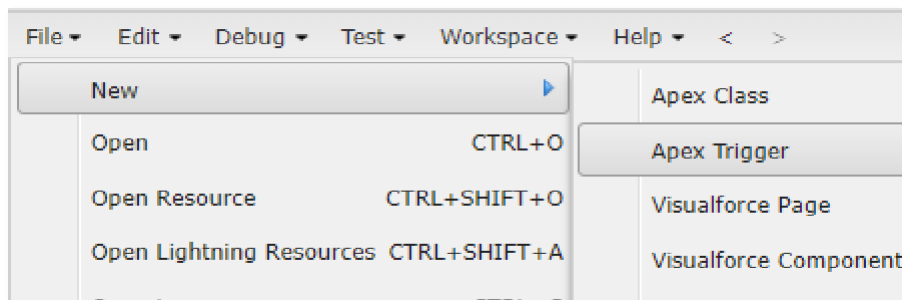 File Edit Debug Test Workspace Help < >
New
Open CTRL+O
Open Resource CTRL+SHIFT+O
Open Lightning Resources CTRL+SHIFT+A
Apex Class
Apex Trigger
Visualforce Page
Visualforce Component